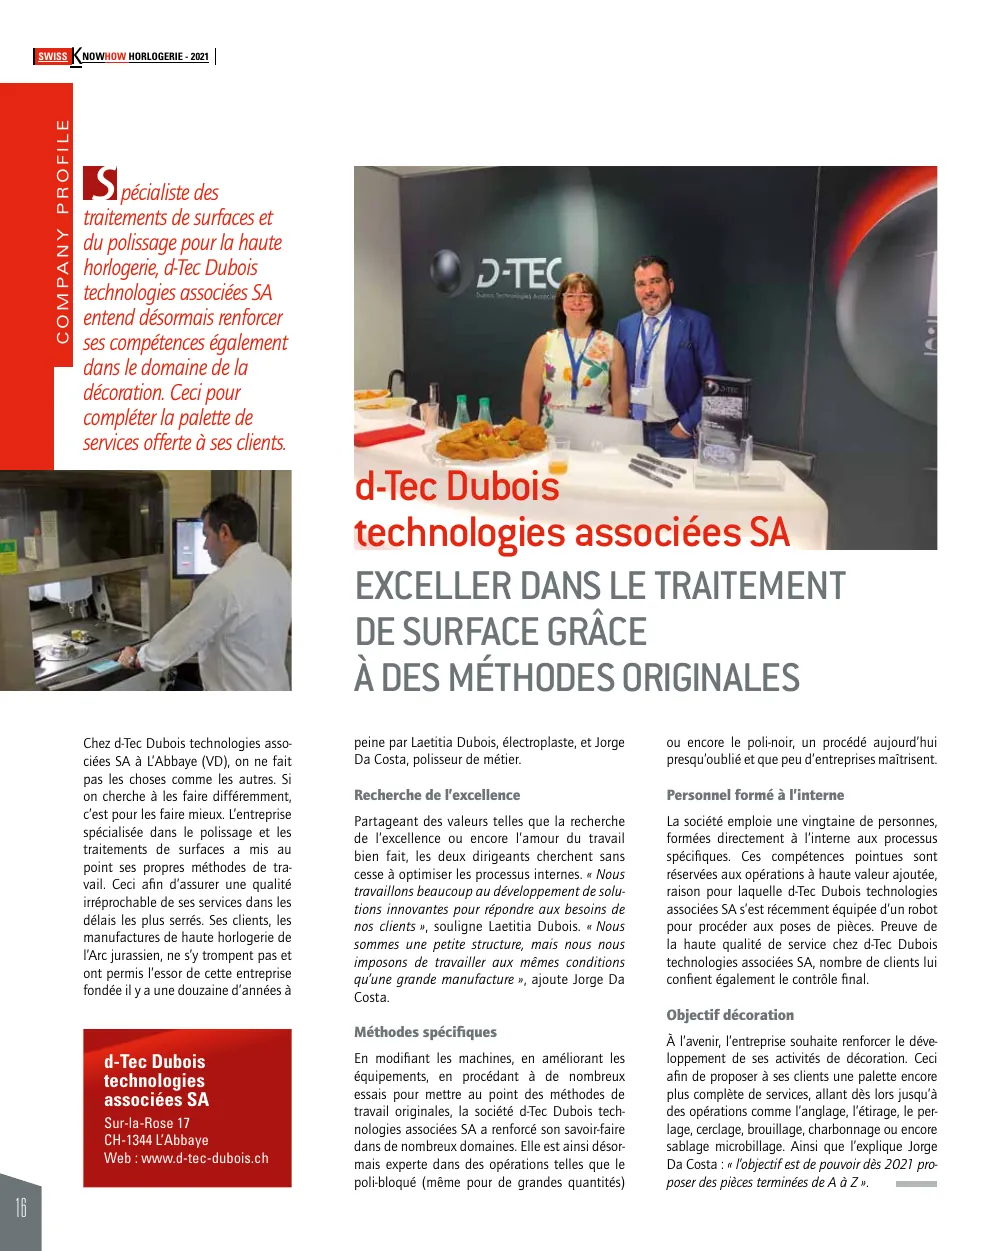 SWISS KNOWHOW HORLOGERIE - 2021
COMPANY PROFILE
Spécialiste des
traitements de surfaces et
du polissage pour la haute
horlogerie, d-Tec Dubois
technologies associées SA
entend désormais renforcer
ses compétences également
dans le domaine de la
décoration. Ceci pour
compléter la palette de
services offerte à ses clients.
D-TEC
Dubois Technologies Associées
d-Tec Dubois
technologies associées SA
EXCELLER DANS LE TRAITEMENT
DE SURFACE GRÂCE
À DES MÉTHODES ORIGINALES
Chez d-Tec Dubois technologies asso-
ciées SA à L'Abbaye (VD), on ne fait
pas les choses comme les autres. Si
on cherche à les faire différemment,
c'est pour les faire mieux. L'entreprise
spécialisée dans le polissage et les
traitements de surfaces a mis au
point ses propres méthodes de tra-
vail. Ceci afin d'assurer une qualité
irréprochable de ses services dans les
délais les plus serrés. Ses clients, les
manufactures de haute horlogerie de
l'Arc jurassien, ne s'y trompent pas et
ont permis l'essor de cette entreprise
fondée il y a une douzaine d'années à
d-Tec Dubois
technologies
associées SA
Sur-la-Rose 17
CH-1344 L'Abbaye
Web : www.d-tec-dubois.ch
peine par Laetitia Dubois, électroplaste, et Jorge
Da Costa, polisseur de métier.
Recherche de l'excellence
Partageant des valeurs telles que la recherche
de l'excellence ou encore l'amour du travail
bien fait, les deux dirigeants cherchent sans
cesse à optimiser les processus internes. « Nous
travaillons beaucoup au développement de solu-
tions innovantes pour répondre aux besoins de
nos clients », souligne Laetitia Dubois. « Nous
sommes une petite structure, mais nous nous
imposons de travailler aux mêmes conditions
qu'une grande manufacture », ajoute Jorge Da
Costa.
Méthodes spécifiques
En modifiant les machines, en améliorant les
équipements, en procédant à de nombreux
essais pour mettre au point des méthodes de
travail originales, la société d-Tec Dubois tech-
nologies associées SA a renforcé son savoir-faire
dans de nombreux domaines. Elle est ainsi désor-
mais experte dans des opérations telles que le
poli-bloqué (même pour de grandes quantités)
ou encore le poli-noir, un procédé aujourd'hui
presqu'oublié et que peu d'entreprises maîtrisent.
Personnel formé à l'interne
La société emploie une vingtaine de personnes,
formées directement à l'interne aux processus
spécifiques. Ces compétences pointues sont
réservées aux opérations à haute valeur ajoutée,
raison pour laquelle d-Tec Dubois technologies
associées SA s'est récemment équipée d'un robot
pour procéder aux poses de pièces. Preuve de
la haute qualité de service chez d-Tec Dubois
technologies associées SA, nombre de clients lui
confient également le contrôle final.
Objectif décoration
À l'avenir, l'entreprise souhaite renforcer le déve-
loppement de ses activités de décoration. Ceci
afin de proposer à ses clients une palette encore
plus complète de services, allant dès lors jusqu'à
des opérations comme l'anglage, l'étirage, le per-
lage, cerclage, brouillage, charbonnage ou encore
sablage microbillage. Ainsi que l'explique Jorge
Da Costa : « l'objectif est de pouvoir dès 2021 pro-
poser des pièces terminées de A à Z ».
16